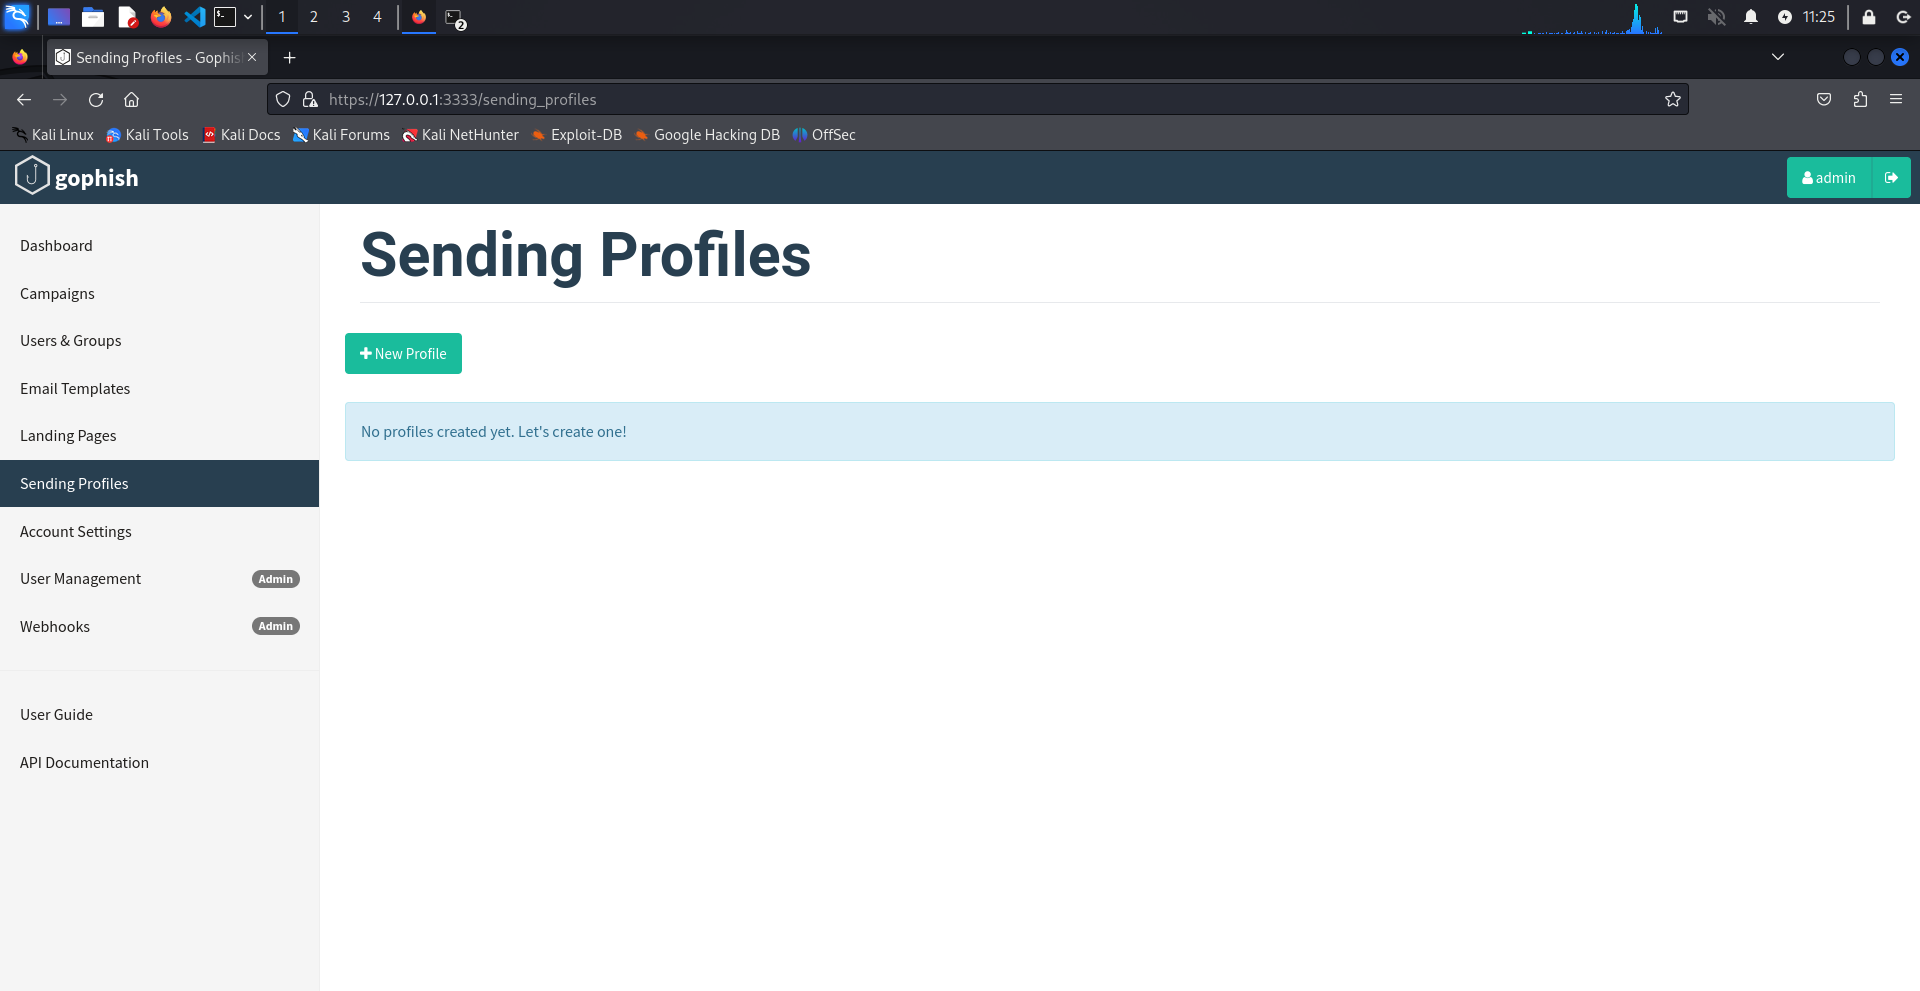 1 2 3 4 2 11:25
Sending Profiles - Gophis
https://127.0.0.1:3333/sending_profiles
Kali Linux Kali Tools Kali Docs Kali Forums Kali NetHunter Exploit-DB Google Hacking DB OffSec
gophish admin
Sending Profiles
Dashboard
Campaigns
Users & Groups
Email Templates
Landing Pages
Sending Profiles
Account Settings
User Management Admin
Webhooks Admin
User Guide
API Documentation
New Profile
No profiles created yet. Let's create one!